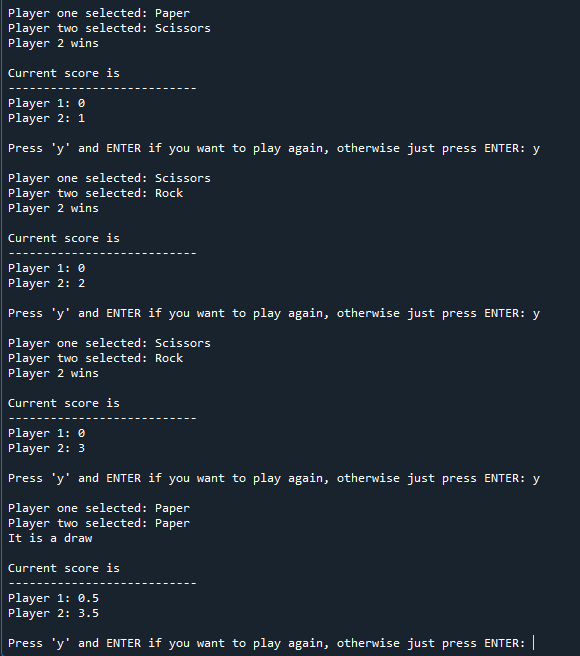 Player one selected: Paper
Player two selected: Scissors
Player 2 wins
Current score is
---------------------------
Player 1: 0
Player 2: 1
Press 'y' and ENTER if you want to play again, otherwise just press ENTER: y
Player one selected: Scissors
Player two selected: Rock
Player 2 wins
Current score is
---------------------------
Player 1: 0
Player 2: 2
Press 'y' and ENTER if you want to play again, otherwise just press ENTER: y
Player one selected: Scissors
Player two selected: Rock
Player 2 wins
Current score is
---------------------------
Player 1: 0
Player 2: 3
Press 'y' and ENTER if you want to play again, otherwise just press ENTER: y
Player one selected: Paper
Player two selected: Paper
It is a draw
Current score is
---------------------------
Player 1: 0.5
Player 2: 3.5
Press 'y' and ENTER if you want to play again, otherwise just press ENTER: